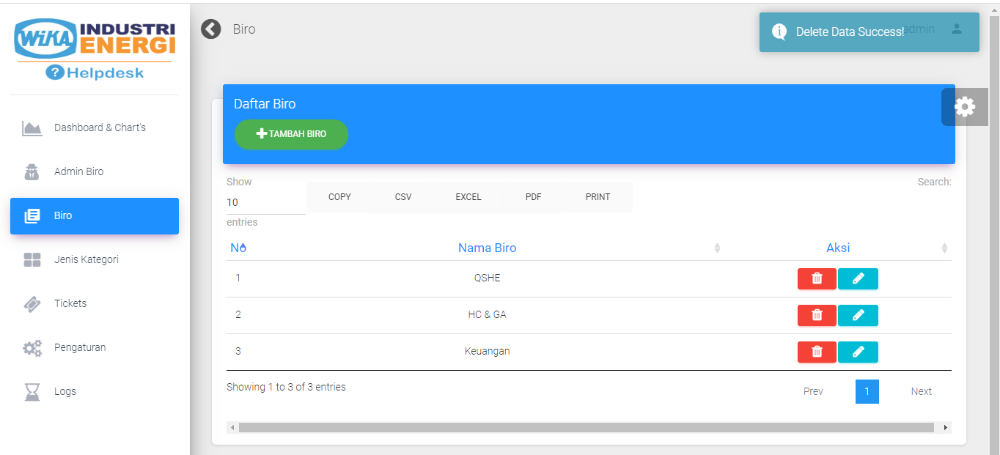 WiKA INDUSTRI ENERGI
? Helpdesk
Dashboard & Chart's
Admin Biro
Biro
Jenis Kategori
Tickets
Pengaturan
Logs
Biro
admin
Delete Data Success!
Daftar Biro
TAMBAH BIRO
Show
10
entries
COPY CSV EXCEL PDF PRINT
Search:
No Nama Biro Aksi
1 QSHE
2 HC & GA
3 Keuangan
Showing 1 to 3 of 3 entries
Prev 1 Next